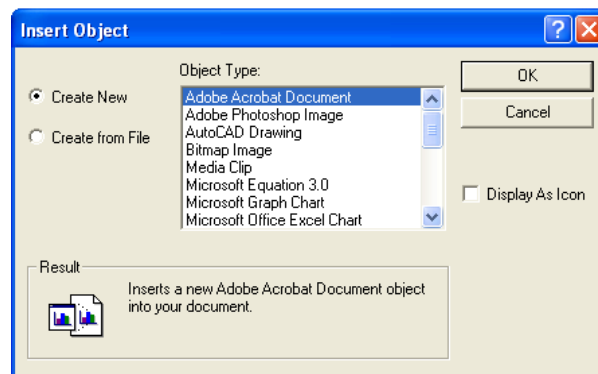 Insert Object
Object Type:
OK
Create New
Adobe Acrobat Document
Adobe Photoshop Image
Cancel
Create from File
AutoCAD Drawing
Bitmap Image
Media Clip
Microsoft Equation 3.0
Display As Icon
Microsoft Graph Chart
Microsoft Office Excel Chart
Result
Inserts a new Adobe Acrobat Document object
into your document.